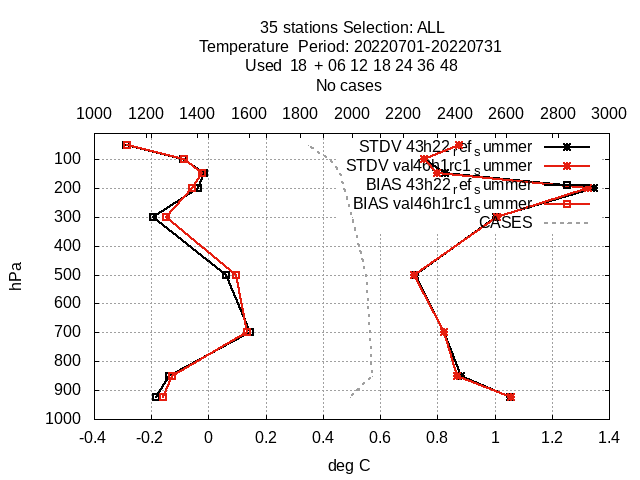 35 stations Selection: ALL
Temperature Period: 20220701-20220731
Used 18 + 06 12 18 24 36 48
No cases
1000 1200 1400 1600 1800 2000 2200 2400 2600 2800 3000
STDV 43h22_ref_summer
STDV val46h1rc1_summer
BIAS 43h22_ref_summer
BIAS val46h1rc1_summer
CASES
100
200
300
400
500
600
700
800
900
1000
hPa
-0.4 -0.2 0 0.2 0.4 0.6 0.8 1 1.2 1.4
deg C